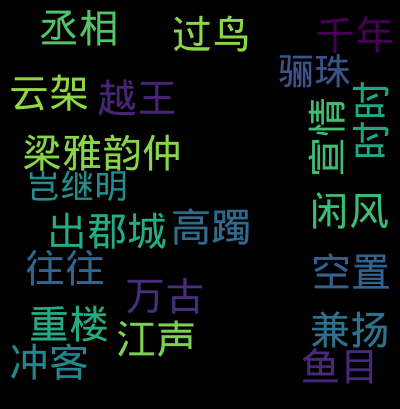 丞相
过鸟
千年
骊珠
云架
越王
时时
宣情
梁雅韵仲
岂继明
闲风
出郡城
高躅
往往
空置
万古
重楼
江声
兼扬
冲客
鱼目